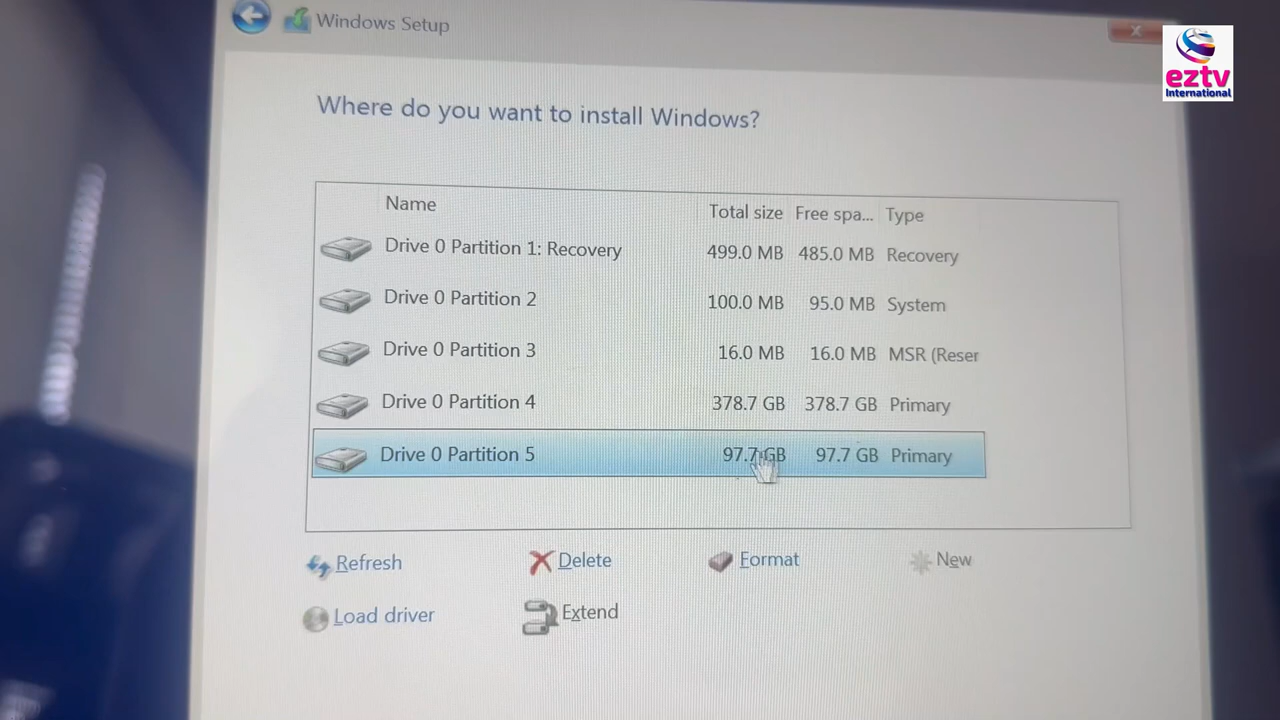 Windows Setup
eztv
International
Where do you want to install Windows?
Name Total size Free spa... Type
Drive 0 Partition 1: Recovery 499.0 MB 485.0 MB Recovery
Drive 0 Partition 2 100.0 MB 95.0 MB System
Drive 0 Partition 3 16.0 MB 16.0 MB MSR (Reser
Drive 0 Partition 4 378.7 GB 378.7 GB Primary
Drive 0 Partition 5 97.7 GB 97.7 GB Primary
Refresh Delete Format New
Load driver Extend